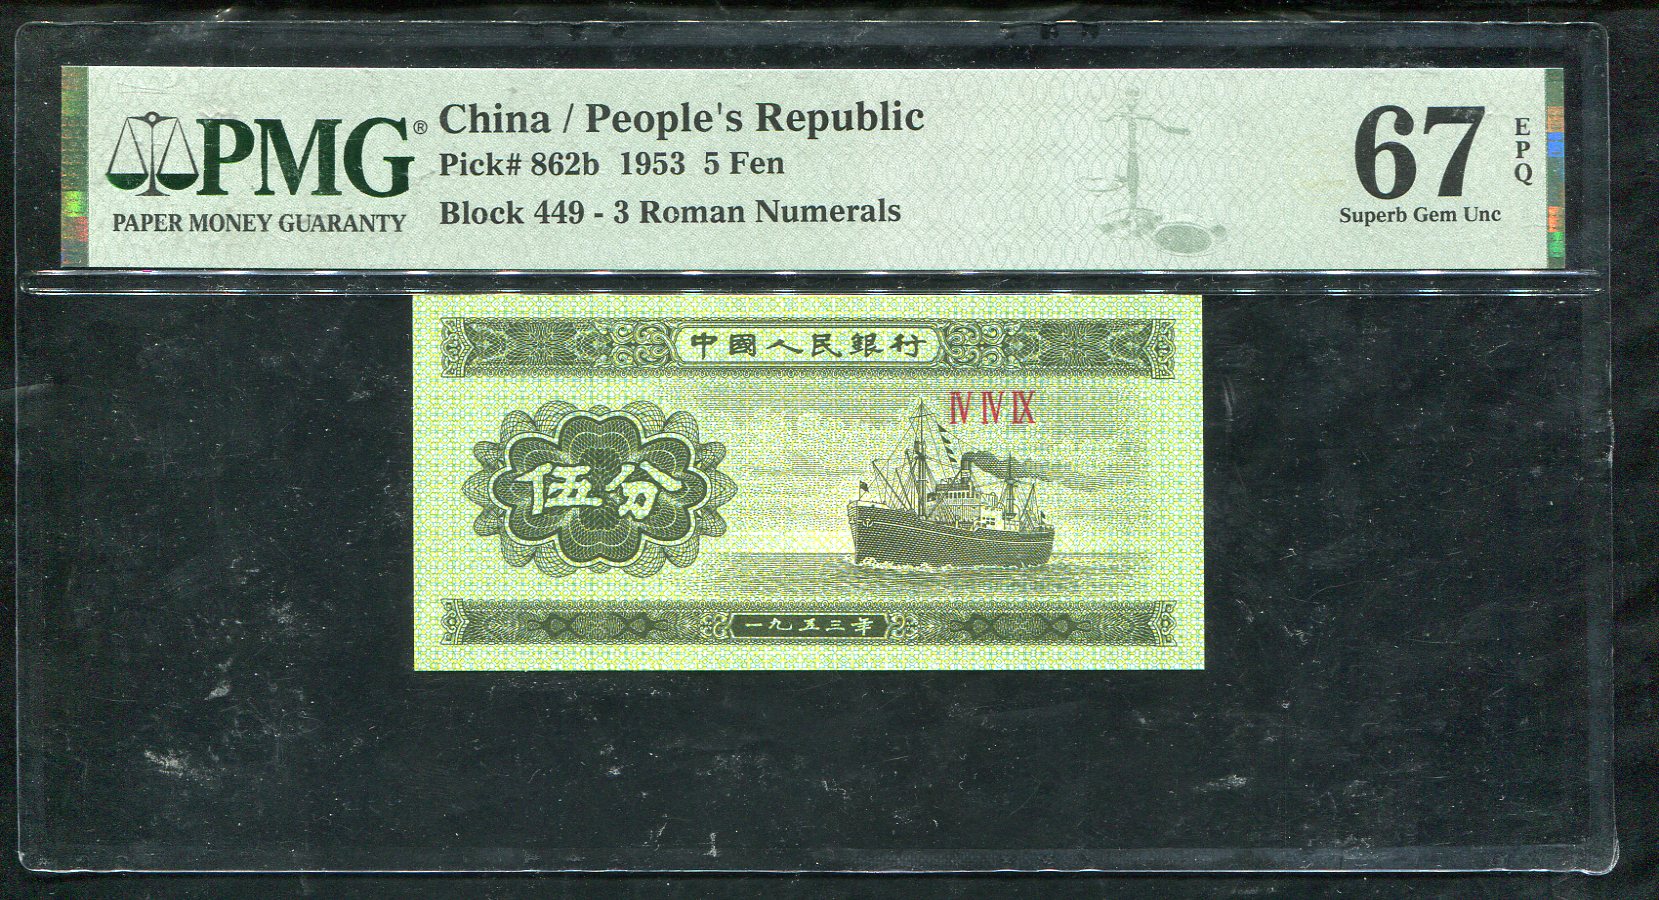 PMG®
PAPER MONEY GUARANTY
China / People's Republic
Pick# 862b 1953 5 Fen
Block 449 - 3 Roman Numerals
67
EPQ
Superb Gem Unc
中國人民銀行
IV IV IX
伍分
一九五三年